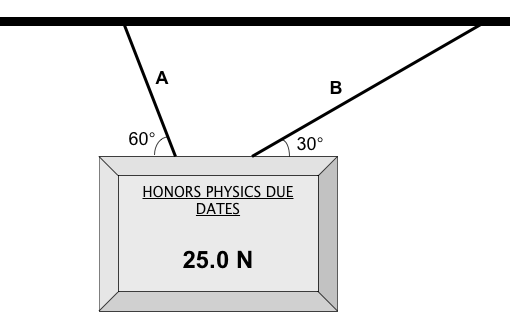 A
B
60°
30°
HONORS PHYSICS DUE
DATES
25.0 N